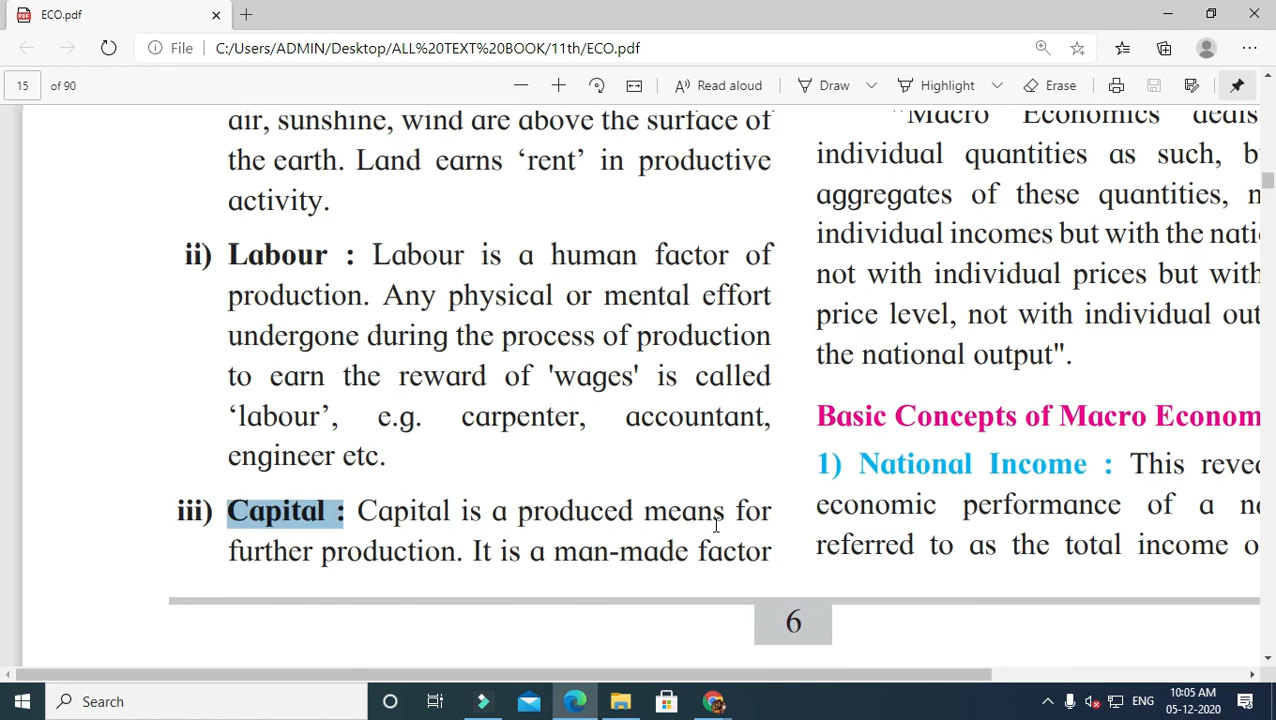 ECO.pdf
File
C:/Users/ADMIN/Desktop/ALL%20TEXT%20BOOK/11th/ECO.pdf
15 of 90
Read aloud
Draw
Highlight
Erase
air, sunshine, wind are above the surface of
the earth. Land earns ‘rent’ in productive
activity.
ii) Labour : Labour is a human factor of
production. Any physical or mental effort
undergone during the process of production
to earn the reward of 'wages' is called
‘labour’, e.g. carpenter, accountant,
engineer etc.
iii) Capital : Capital is a produced means for
further production. It is a man-made factor
"Macro Economics deals
individual quantities as such, b
aggregates of these quantities, n
individual incomes but with the nati
not with individual prices but with
price level, not with individual out
the national output".
Basic Concepts of Macro Econom
1) National Income : This revea
economic performance of a na
referred to as the total income o
6
Search
ENG
10:05 AM
05-12-2020